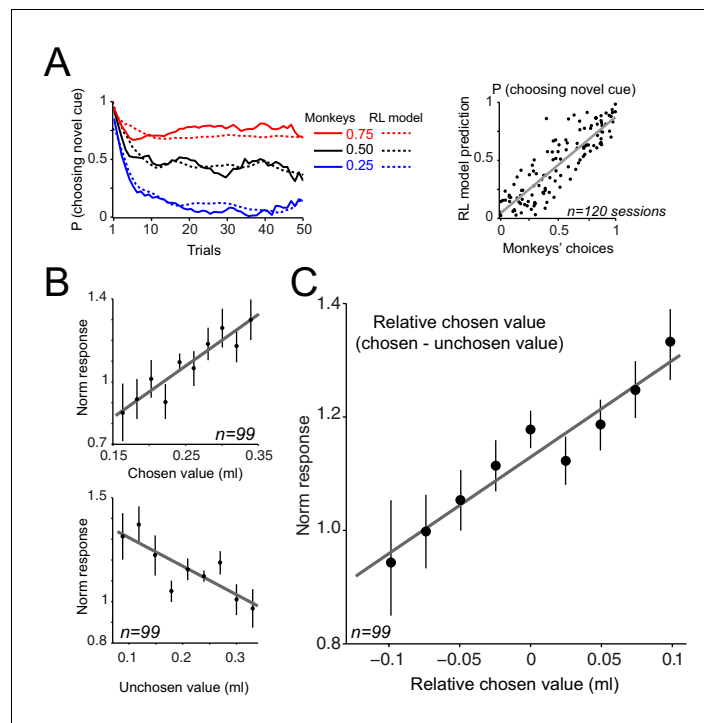 A
P (choosing novel cue)
1
0.5
0
1
10
20
30
40
50
Trials
Monkeys RL model
0.75
0.50
0.25
P (choosing novel cue)
RL model prediction
1
0.5
0
0
0.5
1
n=120 sessions
Monkeys' choices
B
Norm response
1.4
1
0.7
n=99
0.15
0.25
0.35
Chosen value (ml)
Norm response
1.5
1
0.8
n=99
0.1
0.2
0.3
Unchosen value (ml)
C
Relative chosen value
(chosen - unchosen value)
Norm response
1.4
1.2
1.0
0.8
n=99
−0.1
−0.05
0
0.05
0.1
Relative chosen value (ml)